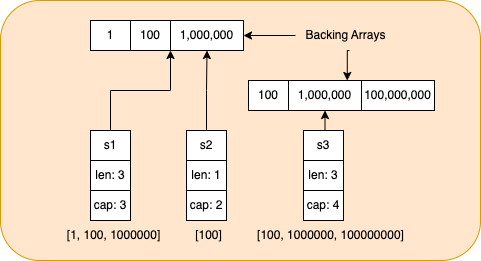 1 100 1,000,000
Backing Arrays
100 1,000,000 100,000,000
s1 s2 s3
len: 3 len: 1 len: 3
cap: 3 cap: 2 cap: 4
[1, 100, 1000000] [100] [100, 1000000, 100000000]